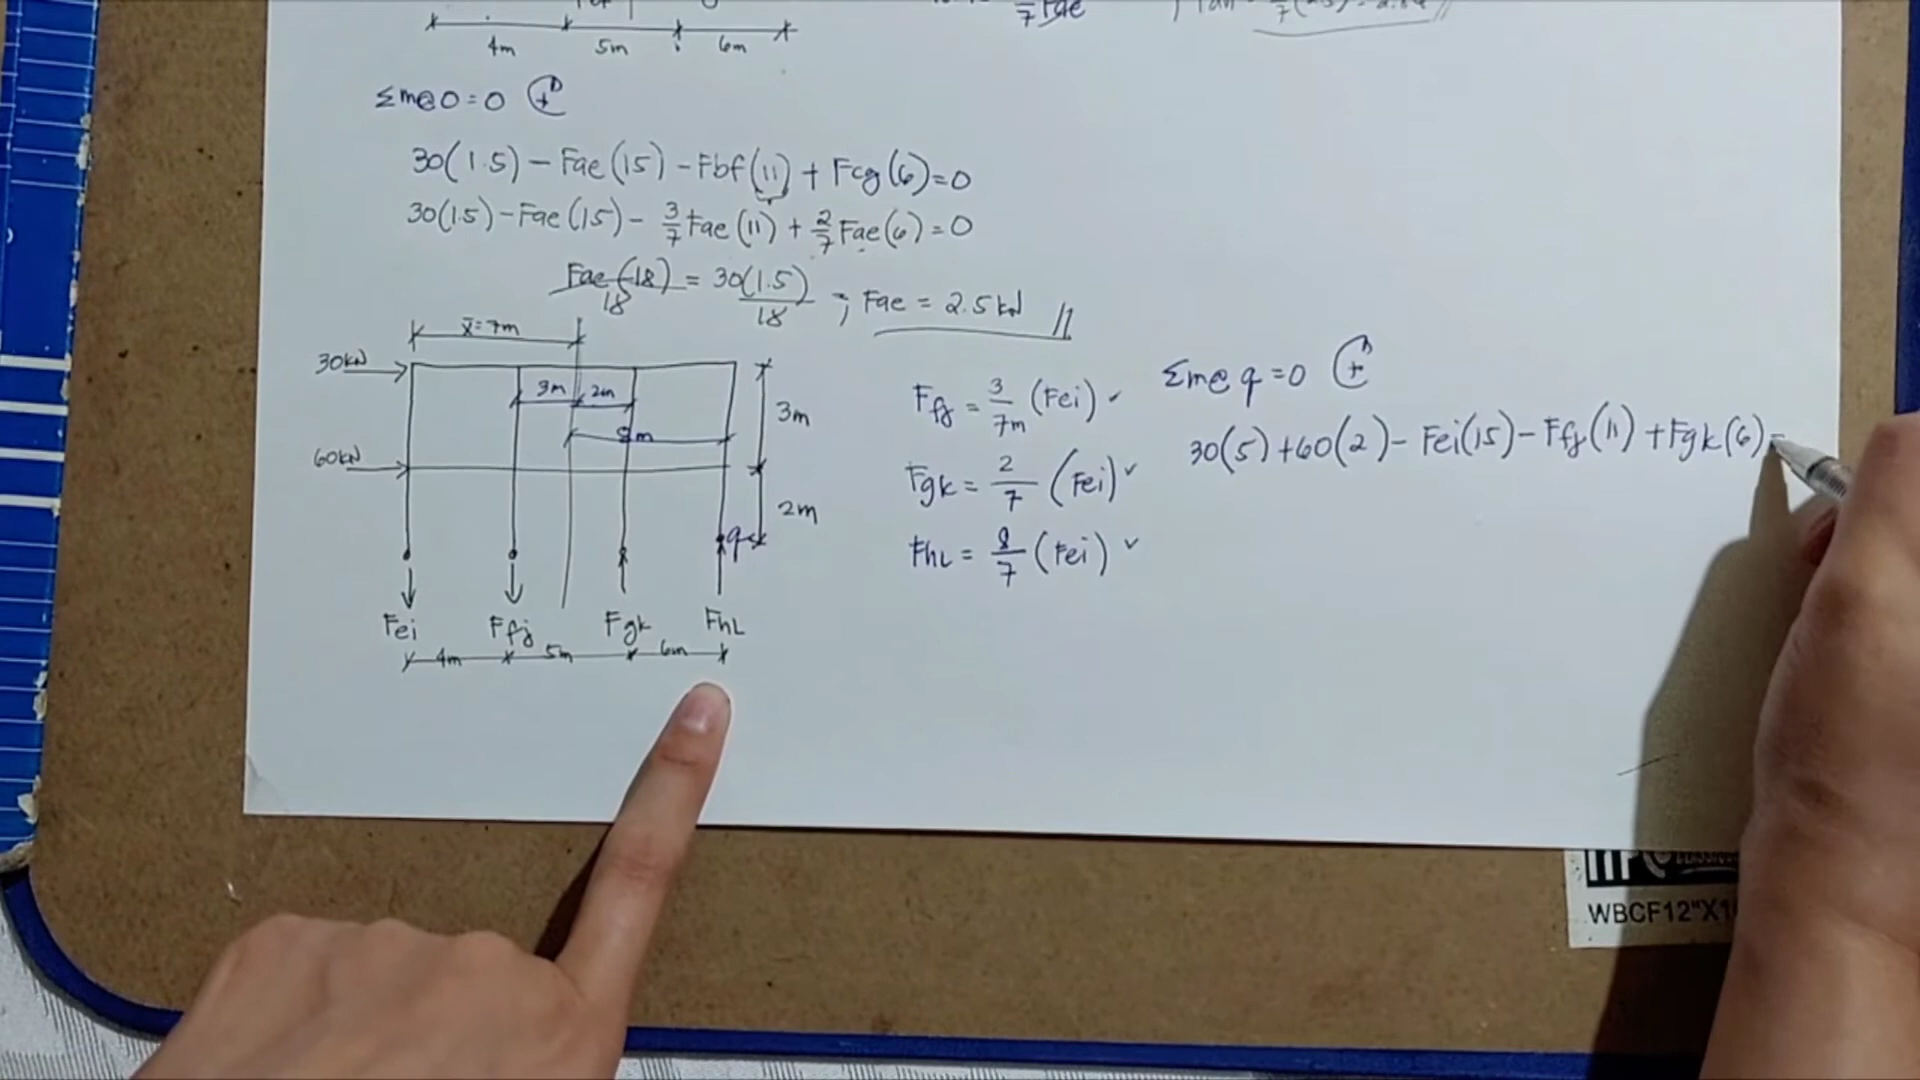 4m 5m 6m
Σm@O = 0 +
30(1.5) - Fae(15) - Fbf(11) + Fcg(6) = 0
30(1.5) - Fae(15) - 3/7 Fae(11) + 2/7 Fae(6) = 0
Fae(18)/18 = 30(1.5)/18 ; Fae = 2.5 kN //
x̄ = 7m
30kN
3m 2m
3m
8m
60kN
2m
q
Fei Ffj Fgk FhL
4m 5m 6m
Ffj = 3/7m (Fei) ✓
Fgk = 2/7 (Fei) ✓
FhL = 8/7 (Fei) ✓
Σm@ q = 0 +
30(5) + 60(2) - Fei(15) - Ffj(11) + Fgk(6) =
WBCF12"X1